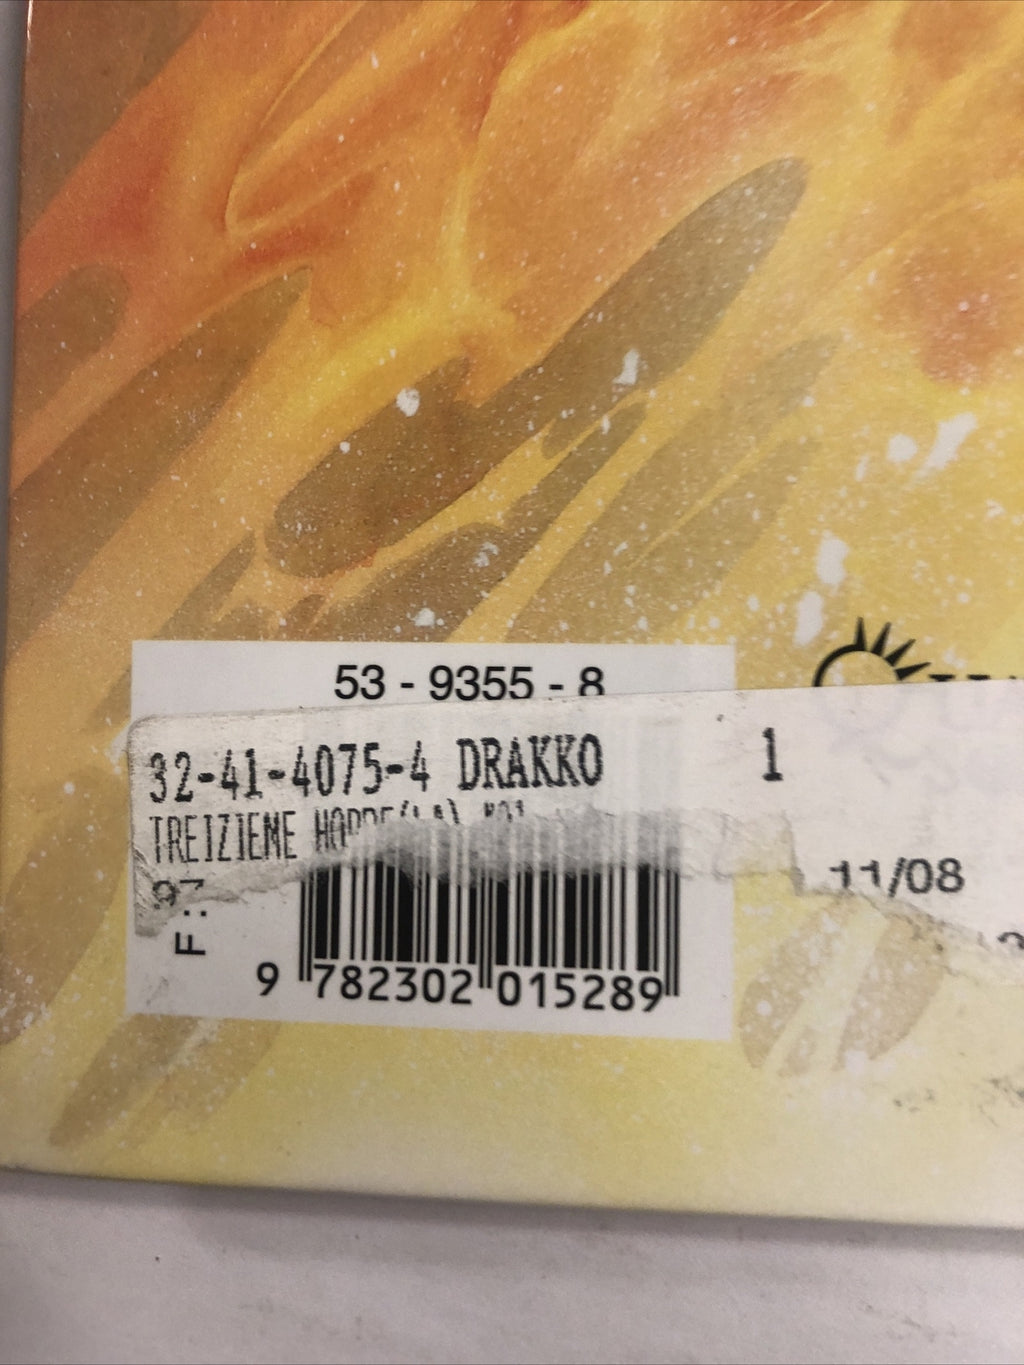 53 - 9355 - 8
32-41-4075-4 DRAKKO 1
TREIZIEME
11/08
9 782302 015289